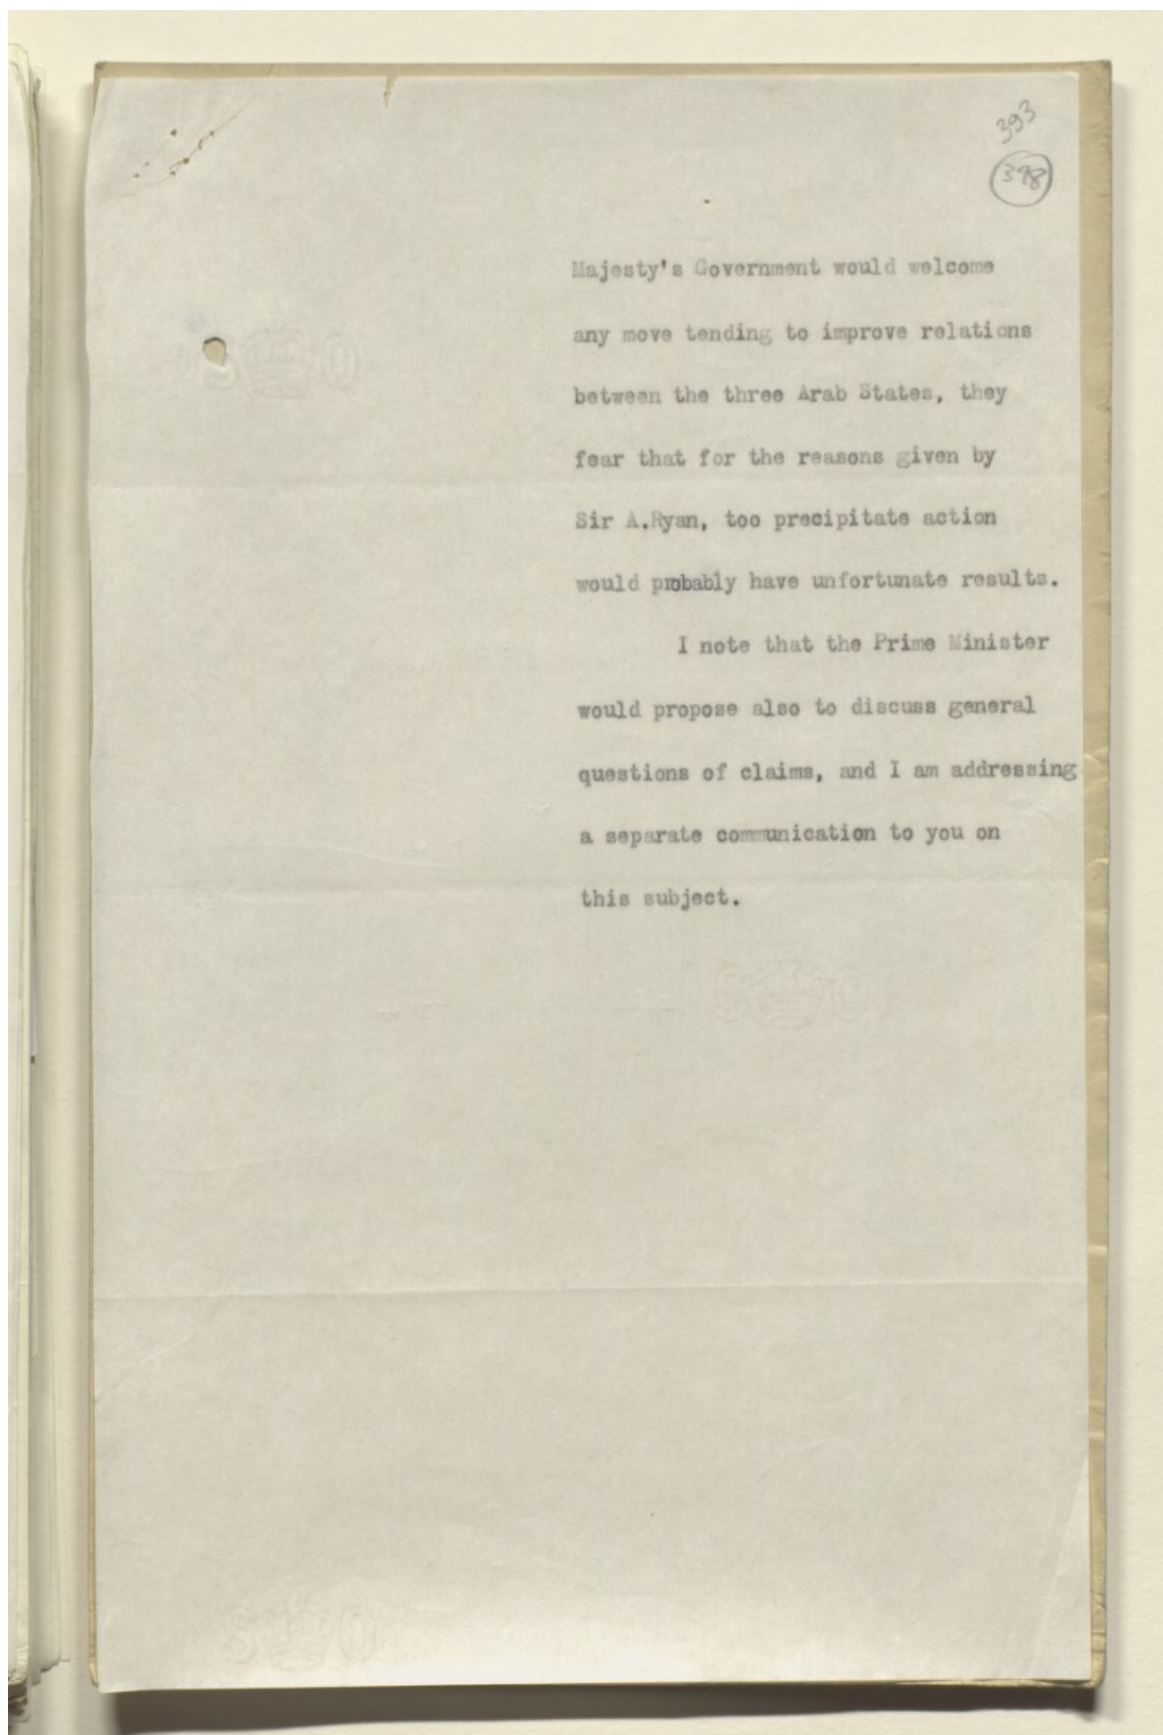 393
398
Majesty's Government would welcome
any move tending to improve relations
between the three Arab States, they
fear that for the reasons given by
Sir A.Ryan, too precipitate action
would probably have unfortunate results.
I note that the Prime Minister
would propose also to discuss general
questions of claims, and I am addressing
a separate communication to you on
this subject.